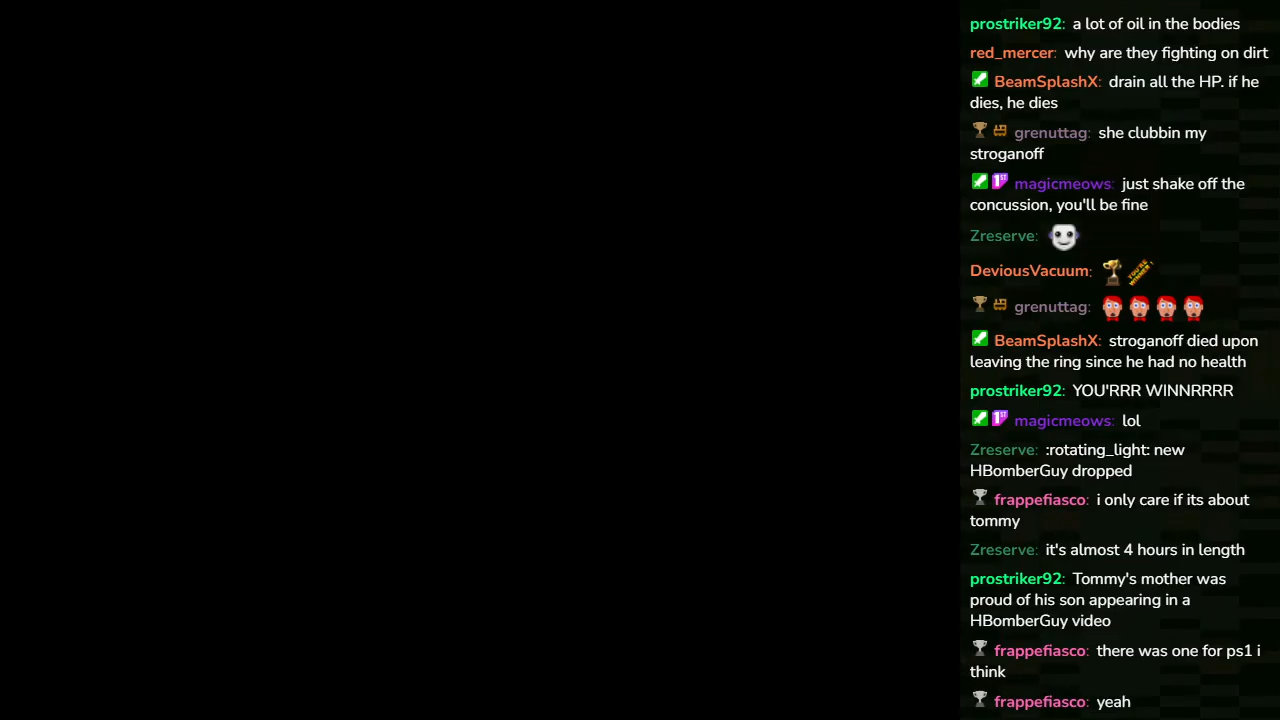 prostriker92: a lot of oil in the bodies
red_mercer: why are they fighting on dirt
BeamSplashX: drain all the HP. if he
dies, he dies
grenuttag: she clubbin my
stroganoff
magicmeows: just shake off the
concussion, you'll be fine
Zreserve:
DeviousVacuum: YOU'RE WINNER !
grenuttag:
BeamSplashX: stroganoff died upon
leaving the ring since he had no health
prostriker92: YOU'RRR WINNRRRR
magicmeows: lol
Zreserve: :rotating_light: new
HBomberGuy dropped
frappefiasco: i only care if its about
tommy
Zreserve: it's almost 4 hours in length
prostriker92: Tommy's mother was
proud of his son appearing in a
HBomberGuy video
frappefiasco: there was one for ps1 i
think
frappefiasco: yeah